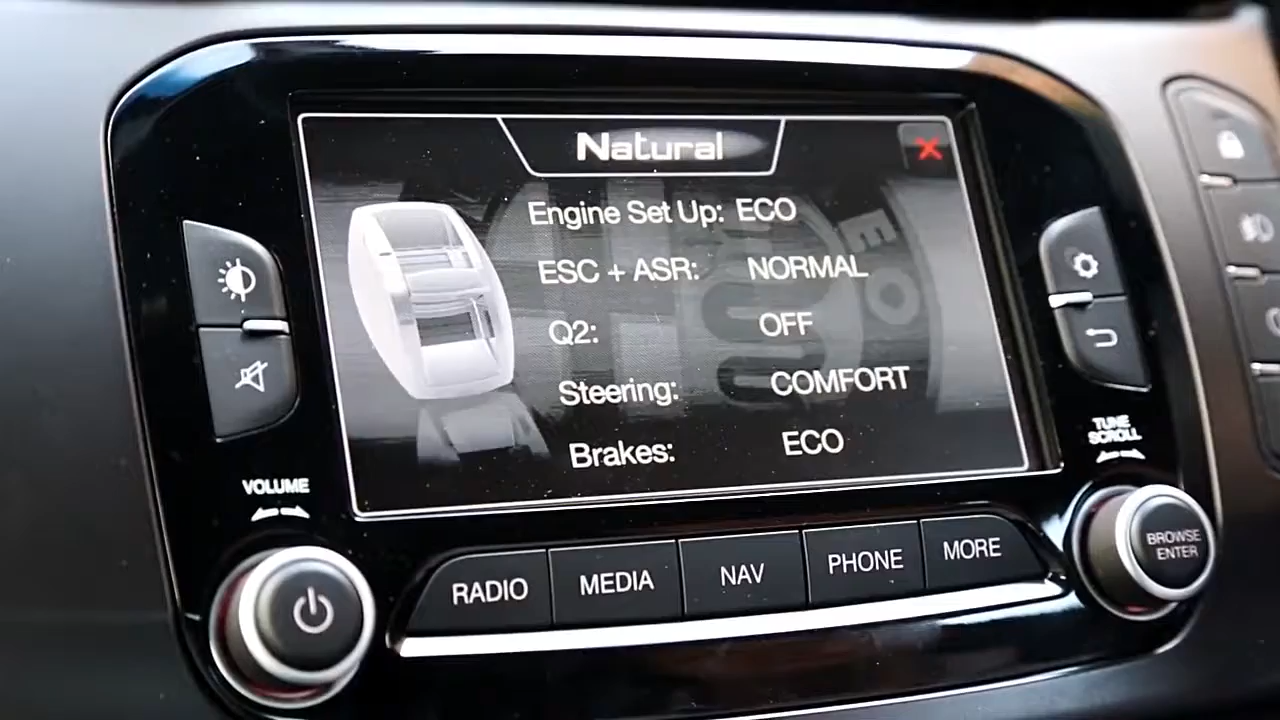 Natural
Engine Set Up: ECO
ESC + ASR: NORMAL
Q2: OFF
Steering: COMFORT
Brakes: ECO
VOLUME
TUNE
SCROLL
RADIO
MEDIA
NAV
PHONE
MORE
BROWSE
ENTER